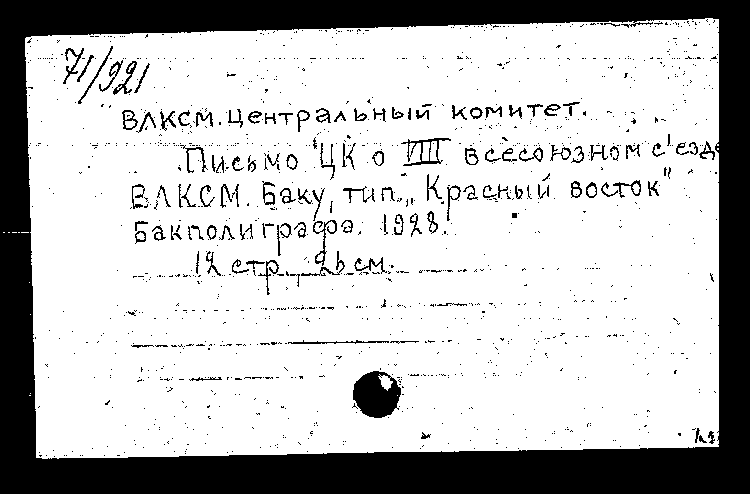 71/921
ВЛКСМ. Центральный комитет.
Письмо ЦК о VIII всесоюзном с'езде
ВЛКСМ. Баку, тип. „Красный восток"
Бакполиграфа. 1928.
12 стр., 26 см.